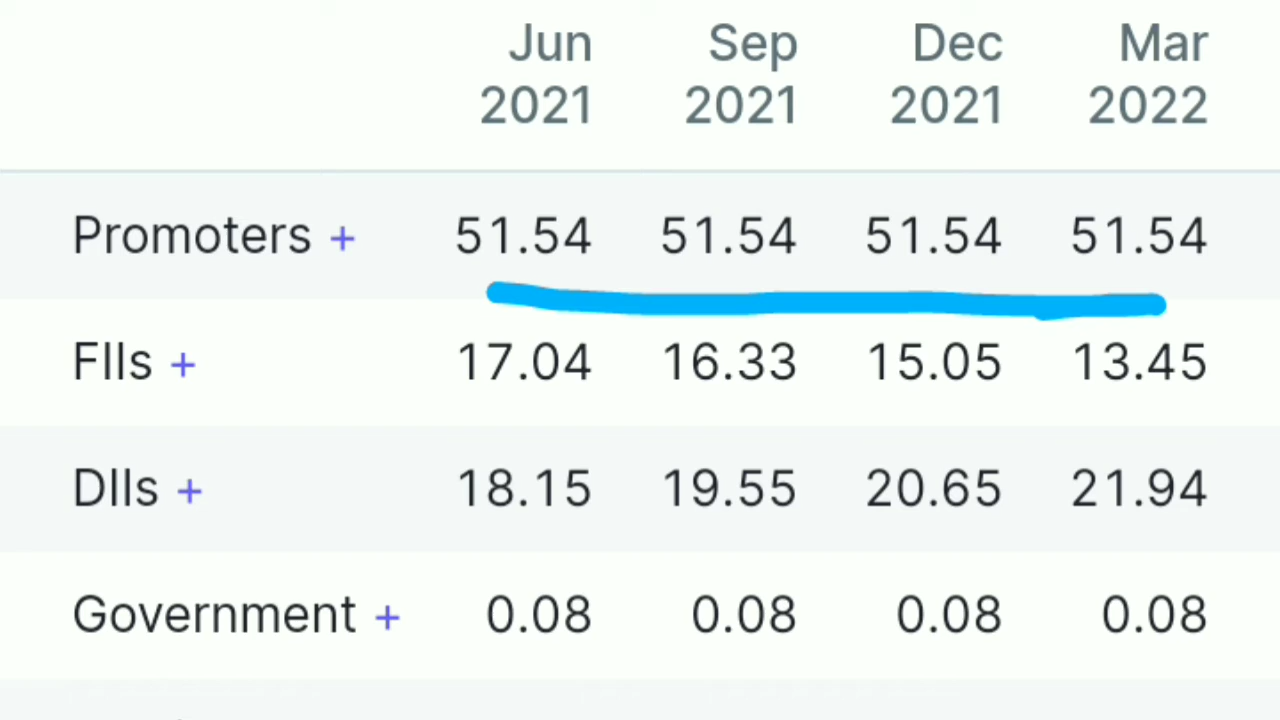 Jun Sep Dec Mar
2021 2021 2021 2022
Promoters + 51.54 51.54 51.54 51.54
FIIs + 17.04 16.33 15.05 13.45
DIIs + 18.15 19.55 20.65 21.94
Government + 0.08 0.08 0.08 0.08